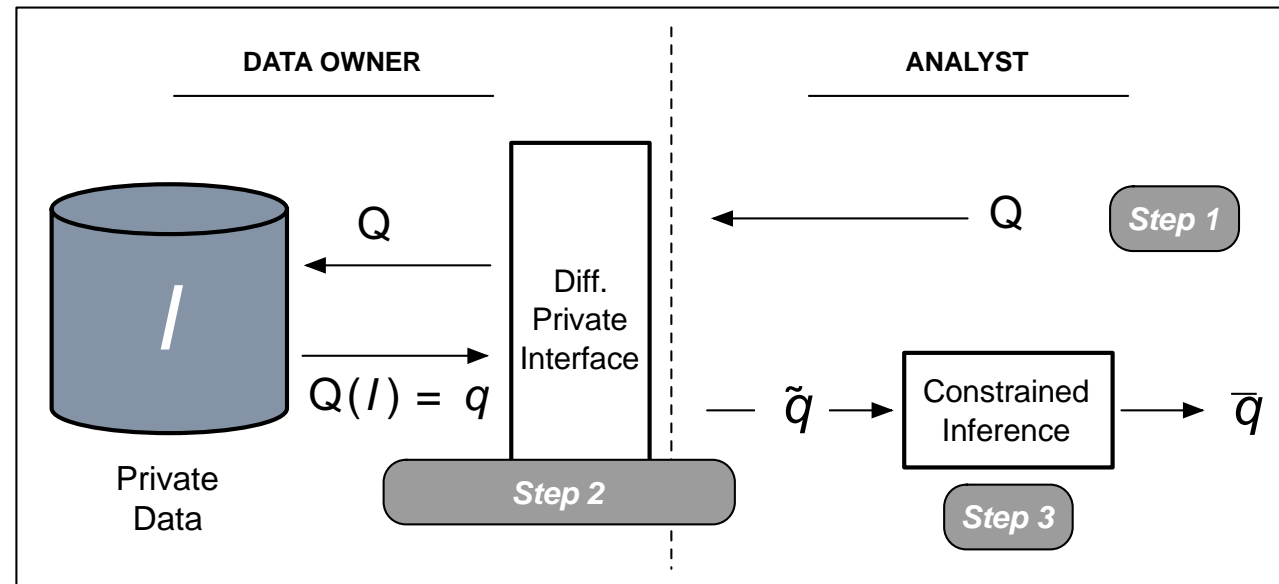 DATA OWNER
ANALYST
Q
Q
Step 1
I
Diff.
Private
Interface
Q(I) = q
q̃
Constrained
Inference
q̅
Private
Data
Step 2
Step 3